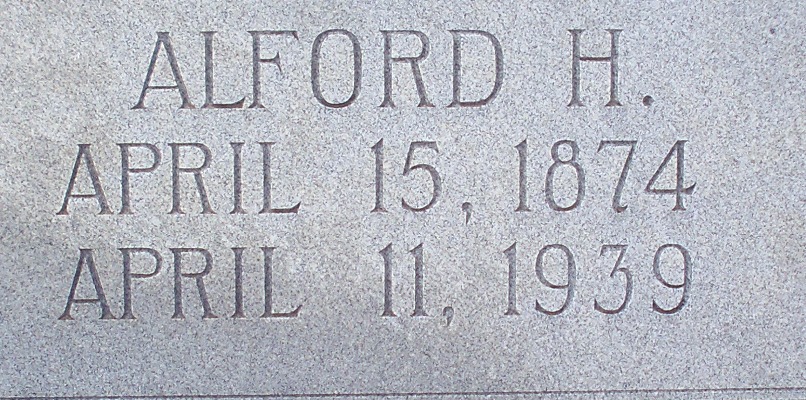 ALFORD H.
APRIL 15, 1874
APRIL 11, 1939